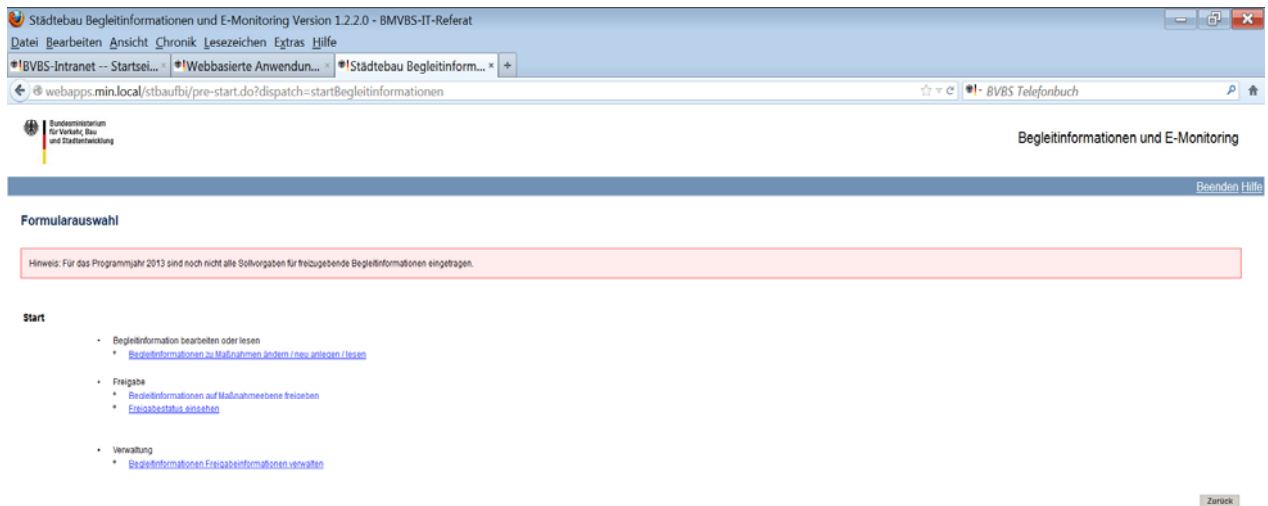 Städtebau Begleitinformationen und E-Monitoring Version 1.2.2.0 - BMVBS-IT-Referat
Datei Bearbeiten Ansicht Chronik Lesezeichen Extras Hilfe
BVBS-Intranet -- Startsei... × Webbasierte Anwendun... × Städtebau Begleitinform... × +
webapps.min.local/stbaufbi/pre-start.do?dispatch=startBegleitinformationen BVBS Telefonbuch
Bundesministerium
für Verkehr, Bau
und Stadtentwicklung
Begleitinformationen und E-Monitoring
Beenden Hilfe
Formularauswahl
Hinweis: Für das Programmjahr 2013 sind noch nicht alle Sollvorgaben für freizugebende Begleitinformationen eingetragen.
Start
• Begleitinformation bearbeiten oder lesen
* Begleitinformationen zu Maßnahmen ändern / neu anlegen / lesen
• Freigabe
* Begleitinformationen auf Maßnahmeebene freigeben
* Freigabestatus einsehen
• Verwaltung
* Begleitinformationen Freigabeinformationen verwalten
Zurück